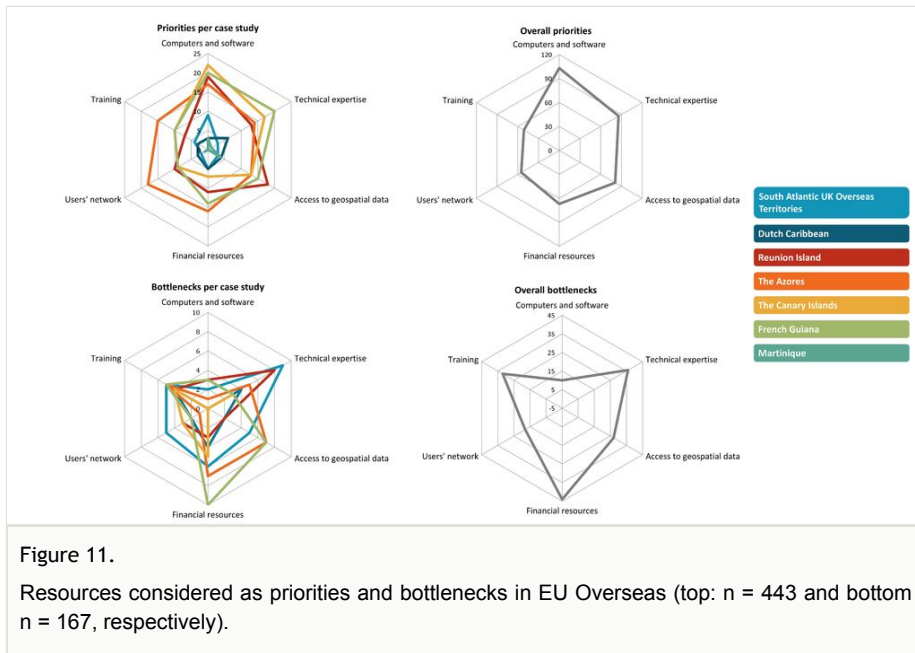 Priorities per case study
Computers and software
25
20
15
10
5
0
Technical expertise
Access to geospatial data
Financial resources
Users' network
Training
Overall priorities
Computers and software
120
90
60
30
0
Technical expertise
Access to geospatial data
Financial resources
Users' network
Training
Bottlenecks per case study
Computers and software
10
8
6
4
2
0
Technical expertise
Access to geospatial data
Financial resources
Users' network
Training
Overall bottlenecks
Computers and software
45
35
25
15
5
-5
Technical expertise
Access to geospatial data
Financial resources
Users' network
Training
South Atlantic UK Overseas
Territories
Dutch Caribbean
Reunion Island
The Azores
The Canary Islands
French Guiana
Martinique
Figure 11.
Resources considered as priorities and bottlenecks in EU Overseas (top: n = 443 and bottom
n = 167, respectively).